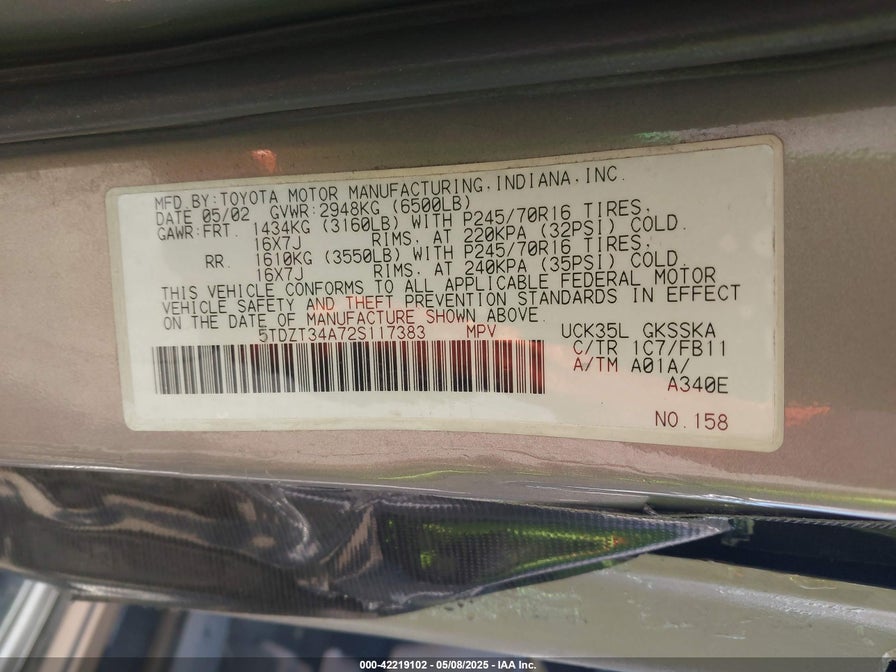 MFD.BY:TOYOTA MOTOR MANUFACTURING,INDIANA,INC.
DATE 05/02 GVWR:2948KG (6500LB)
GAWR:FRT. 1434KG (3160LB) WITH P245/70R16 TIRES,
16X7J RIMS, AT 220KPA (32PSI) COLD.
RR. 1610KG (3550LB) WITH P245/70R16 TIRES,
16X7J RIMS, AT 240KPA (35PSI) COLD.
THIS VEHICLE CONFORMS TO ALL APPLICABLE FEDERAL MOTOR
VEHICLE SAFETY AND THEFT PREVENTION STANDARDS IN EFFECT
ON THE DATE OF MANUFACTURE SHOWN ABOVE.
5TDZT34A72S117383 MPV UCK35L GKSSKA
C/TR 1C7/FB11
A/TM A01A/
A340E
NO.158
000-42219102 - 05/08/2025 - IAA Inc.